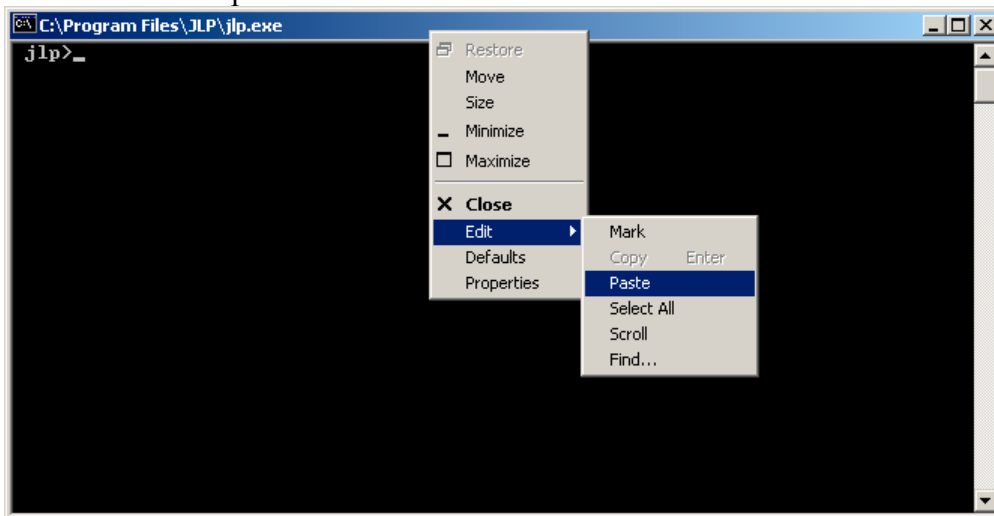 C:\Program Files\JLP\jlp.exe
jlp>_
Restore
Move
Size
Minimize
Maximize
Close
Edit
Defaults
Properties
Mark
Copy Enter
Paste
Select All
Scroll
Find...